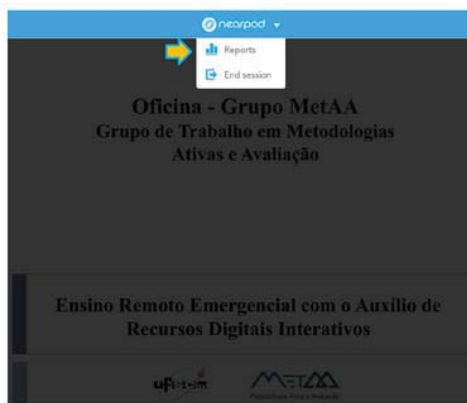 nearpod
Reports
End session
Oficina - Grupo MetAA
Grupo de Trabalho em Metodologias
Ativas e Avaliação
Ensino Remoto Emergencial com o Auxílio de
Recursos Digitais Interativos
MetAA